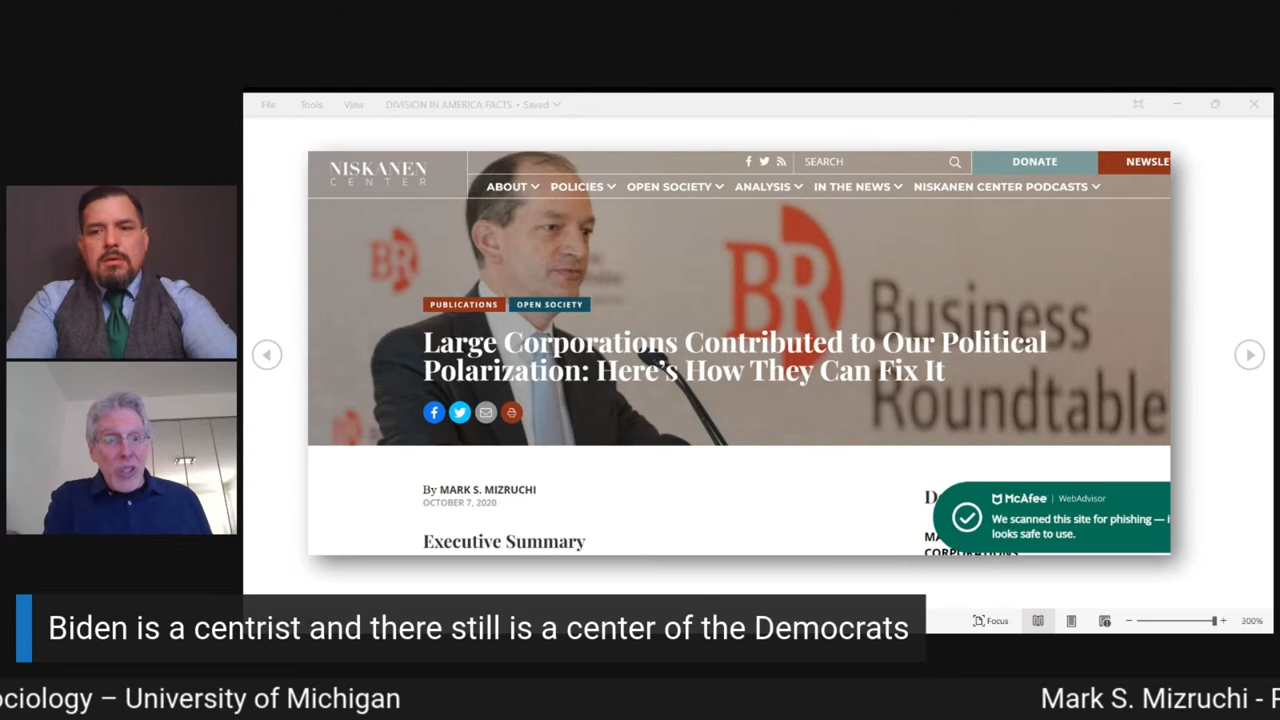 File Tools View DIVISION IN AMERICA FACTS • Saved
NISKANEN
CENTER
SEARCH
DONATE
NEWSLE
ABOUT POLICIES OPEN SOCIETY ANALYSIS IN THE NEWS NISKANEN CENTER PODCASTS
BR
BR
Business
Roundtable
PUBLICATIONS OPEN SOCIETY
Large Corporations Contributed to Our Political
Polarization: Here's How They Can Fix It
By MARK S. MIZRUCHI
OCTOBER 7, 2020
Executive Summary
McAfee | WebAdvisor
We scanned this site for phishing — i
looks safe to use.
CORPORATIONS
Biden is a centrist and there still is a center of the Democrats
Focus
300%
ociology – University of Michigan
Mark S. Mizruchi - P